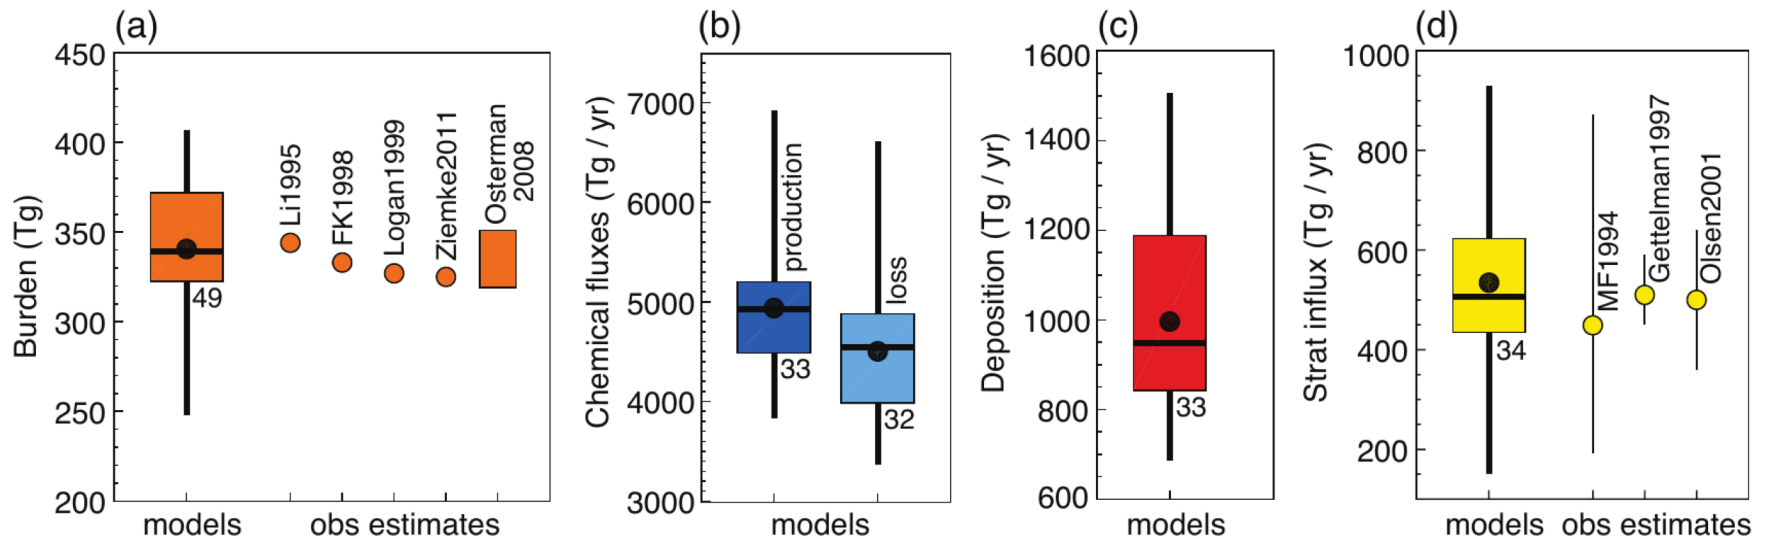 (a)
Burden (Tg)
450
400
350
300
250
200
49
Li1995
FK1998
Logan1999
Ziemke2011
Osterman
2008
models
obs estimates
(b)
Chemical fluxes (Tg / yr)
7000
6000
5000
4000
3000
production
33
loss
32
models
(c)
Deposition (Tg / yr)
1600
1400
1200
1000
800
600
33
models
(d)
Strat influx (Tg / yr)
1000
800
600
400
200
34
MF1994
Gettelman1997
Olsen2001
models
obs estimates